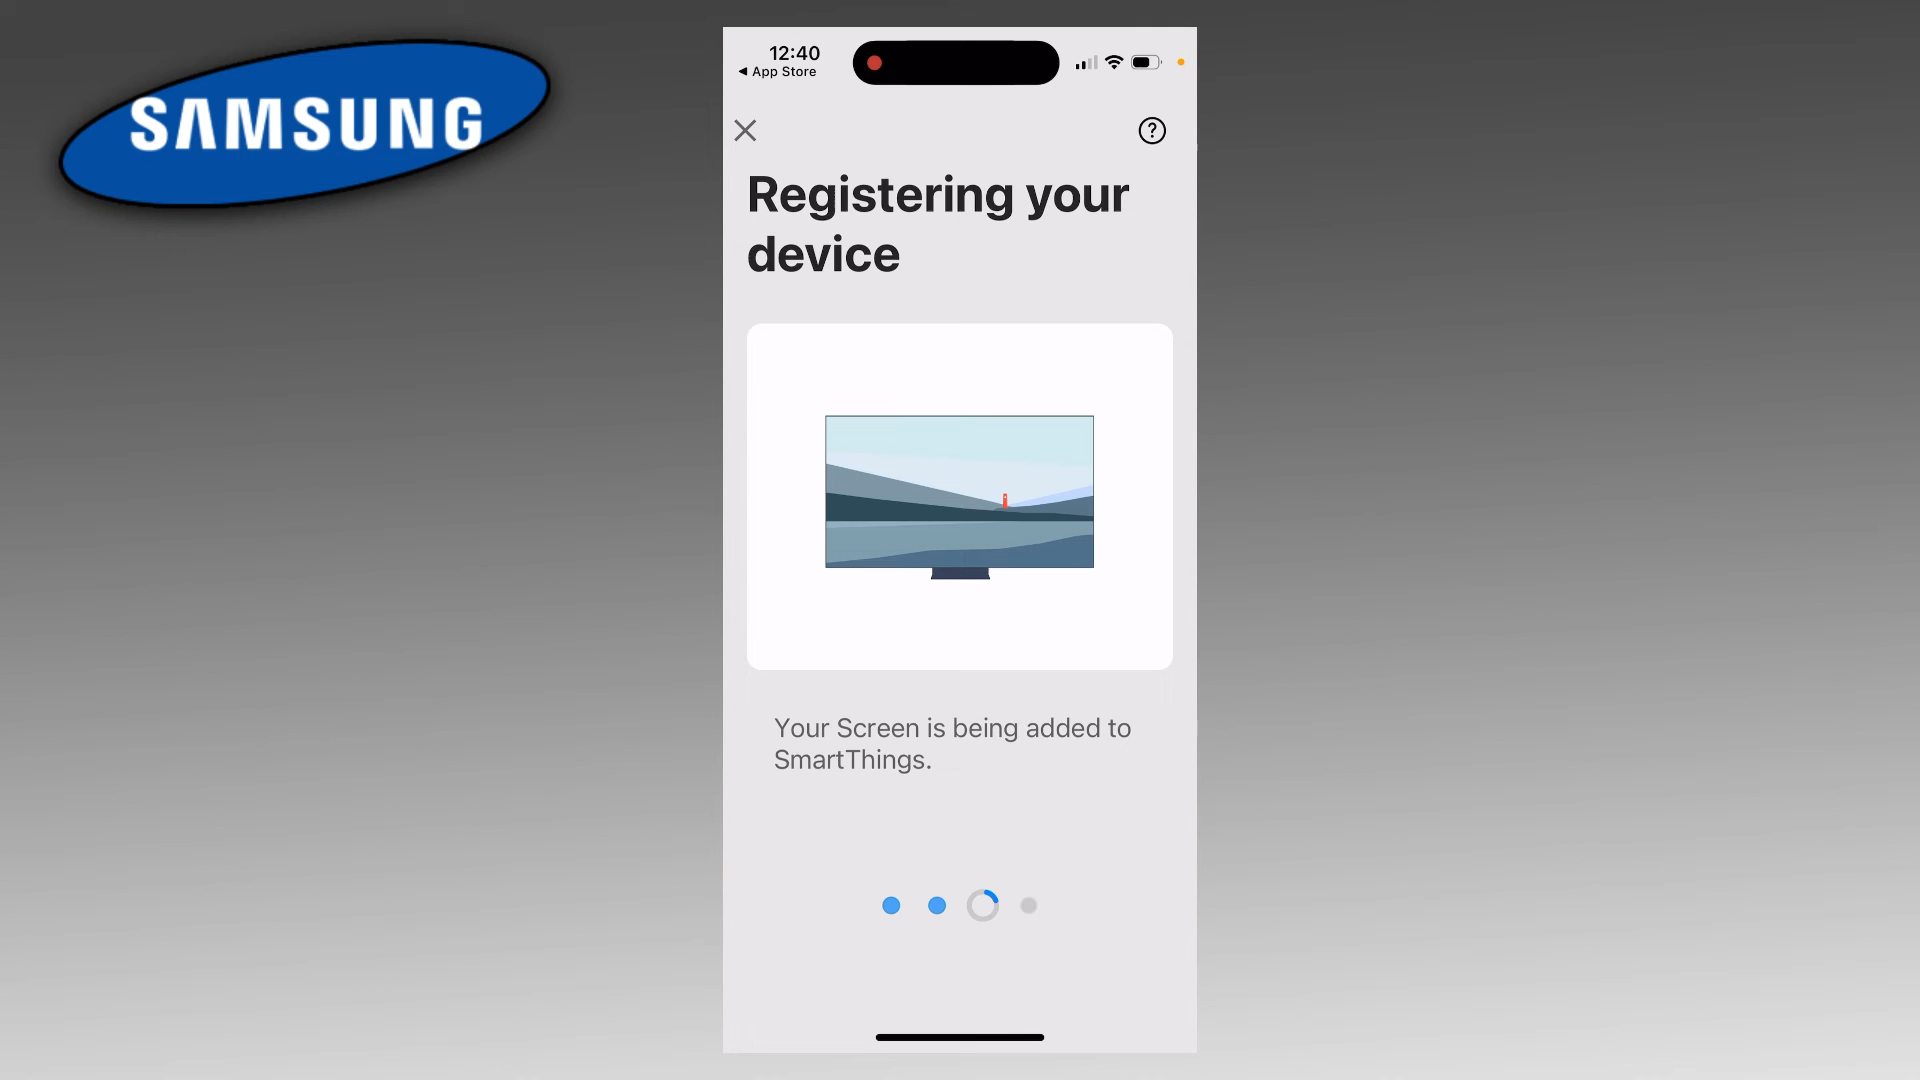 SAMSUNG
12:40
◀ App Store
?
Registering your
device
Your Screen is being added to
SmartThings.